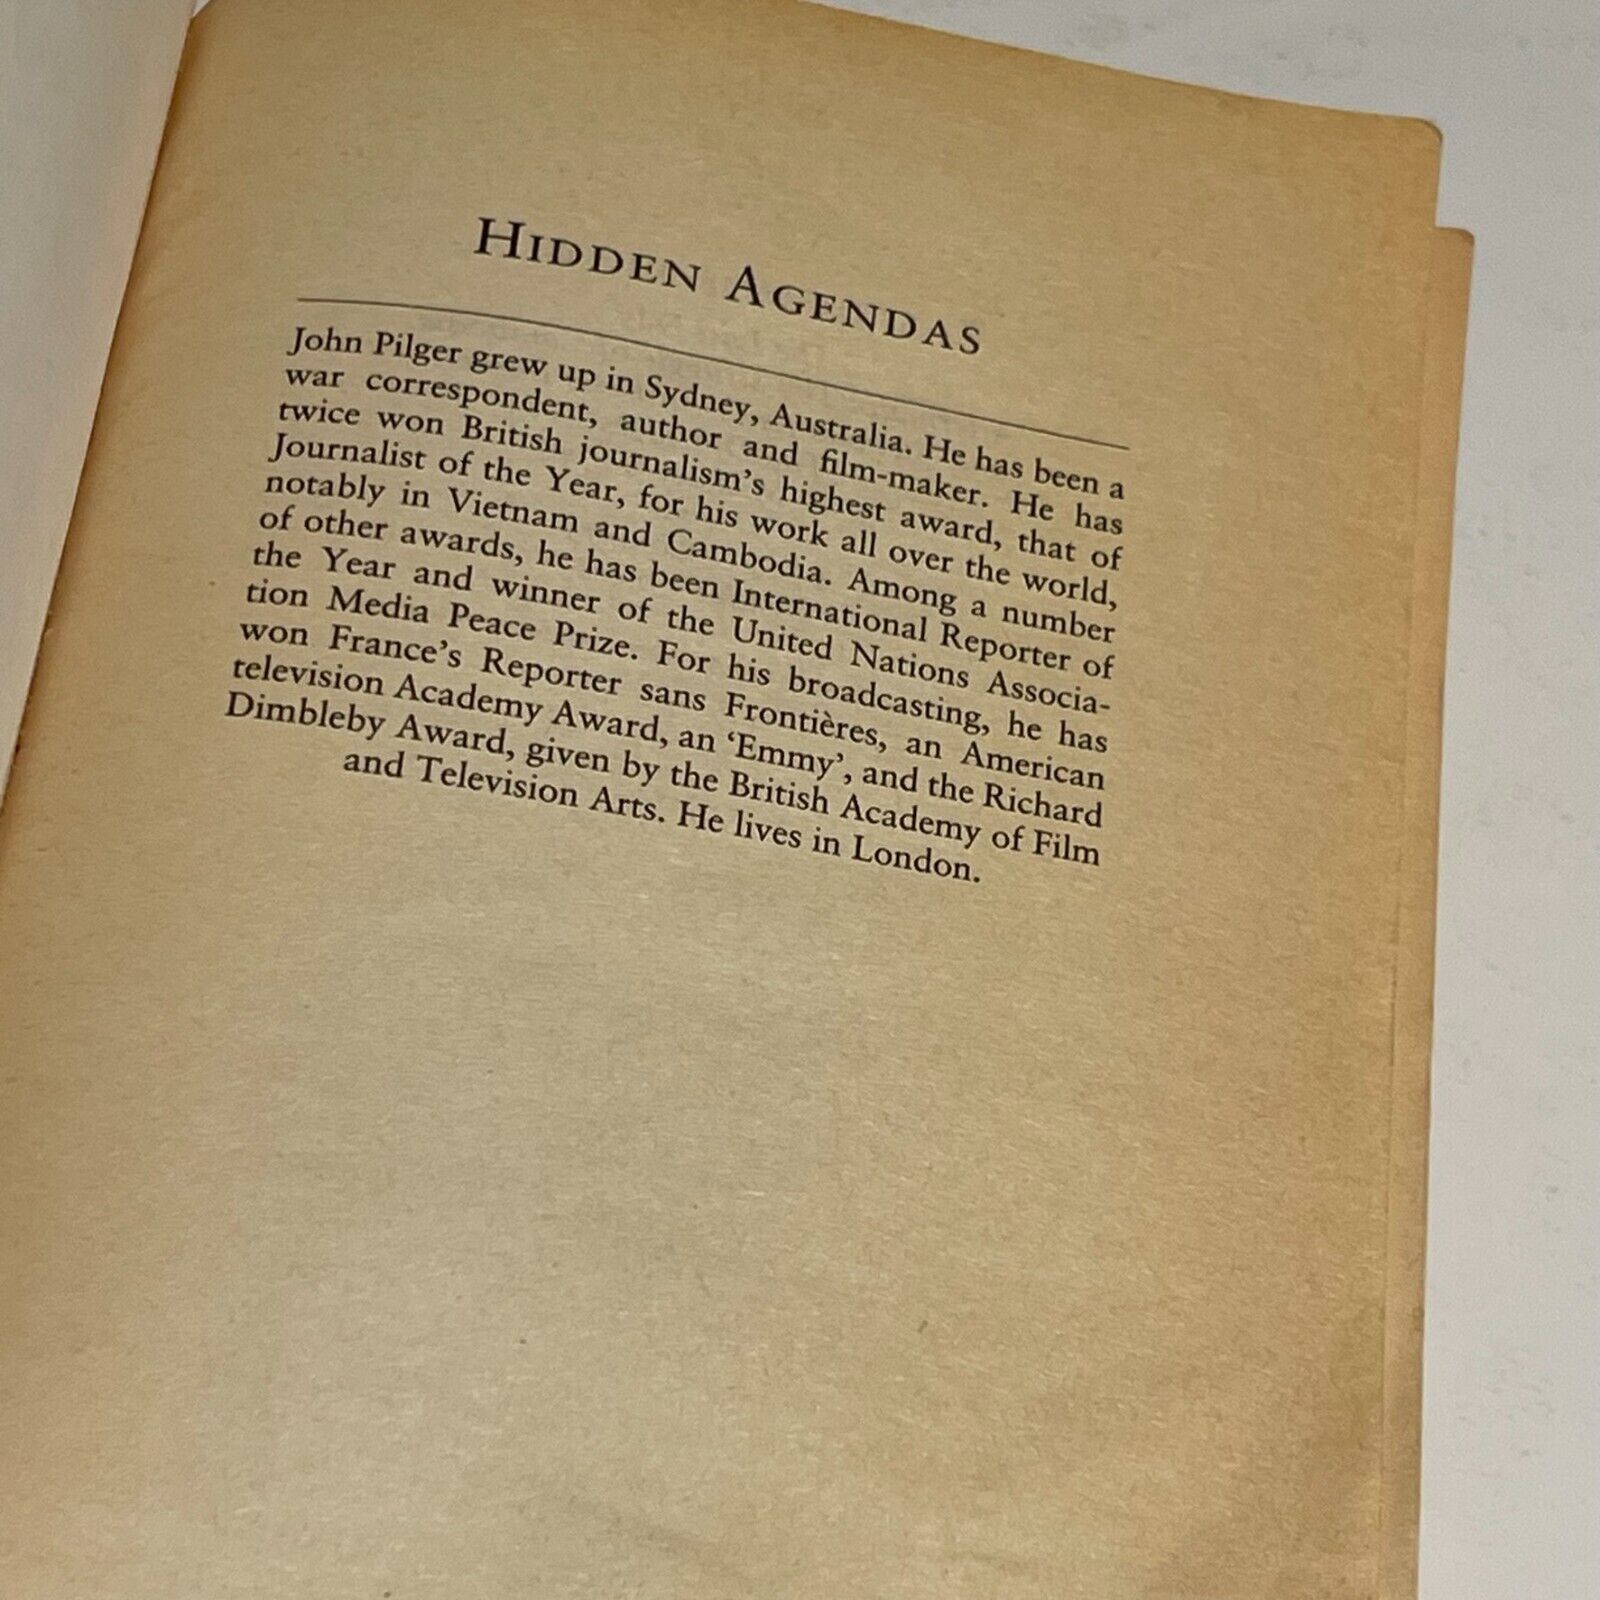 HIDDEN AGENDAS
John Pilger grew up in Sydney, Australia. He has been a
war correspondent, author and film-maker. He has
twice won British journalism's highest award, that of
Journalist of the Year, for his work all over the world,
notably in Vietnam and Cambodia. Among a number
of other awards, he has been International Reporter of
the Year and winner of the United Nations Associa-
tion Media Peace Prize. For his broadcasting, he has
won France's Reporter sans Frontières, an American
television Academy Award, an ‘Emmy’, and the Richard
Dimbleby Award, given by the British Academy of Film
and Television Arts. He lives in London.